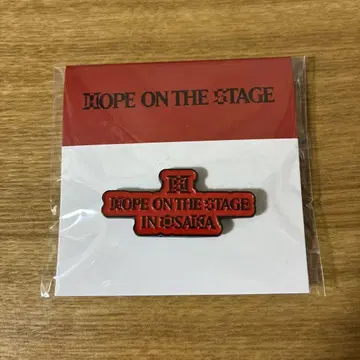 HOPE ON THE STAGE
H
HOPE ON THE STAGE
IN OSAKA